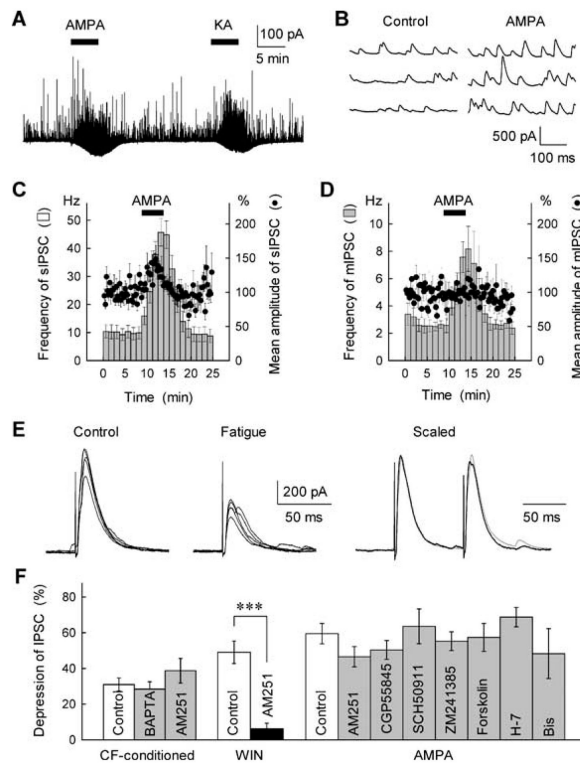 A
AMPA
KA
100 pA
5 min
B
Control
AMPA
500 pA
100 ms
C
Hz
AMPA
%
50
40
30
20
10
0
200
150
100
50
0
Frequency of sIPSC (▯)
Mean amplitude of sIPSC (●)
0 5 10 15 20 25
Time (min)
D
Hz
AMPA
%
10
8
6
4
2
0
200
150
100
50
0
Frequency of mIPSC (▯)
Mean amplitude of mIPSC (●)
0 5 10 15 20 25
Time (min)
E
Control
Fatigue
Scaled
200 pA
50 ms
50 ms
F
Depression of IPSC (%)
80
60
40
20
0
***
Control
BAPTA
AM251
Control
AM251
Control
AM251
CGP55845
SCH50911
ZM241385
Forskolin
H-7
Bis
CF-conditioned
WIN
AMPA